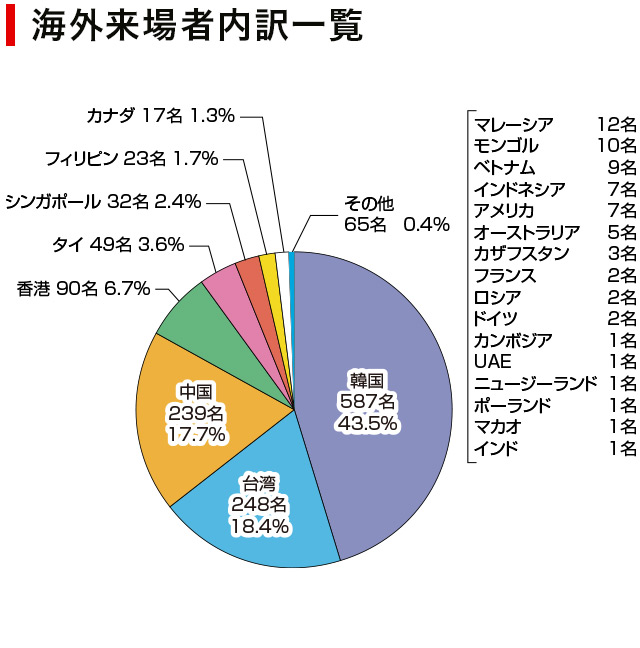 海外来場者内訳一覧
カナダ 17名 1.3%
フィリピン 23名 1.7%
シンガポール 32名 2.4%
タイ 49名 3.6%
香港 90名 6.7%
その他
65名 0.4%
韓国
587名
43.5%
中国
239名
17.7%
台湾
248名
18.4%
マレーシア 12名
モンゴル 10名
ベトナム 9名
インドネシア 7名
アメリカ 7名
オーストラリア 5名
カザフスタン 3名
フランス 2名
ロシア 2名
ドイツ 2名
カンボジア 1名
UAE 1名
ニュージーランド 1名
ポーランド 1名
マカオ 1名
インド 1名